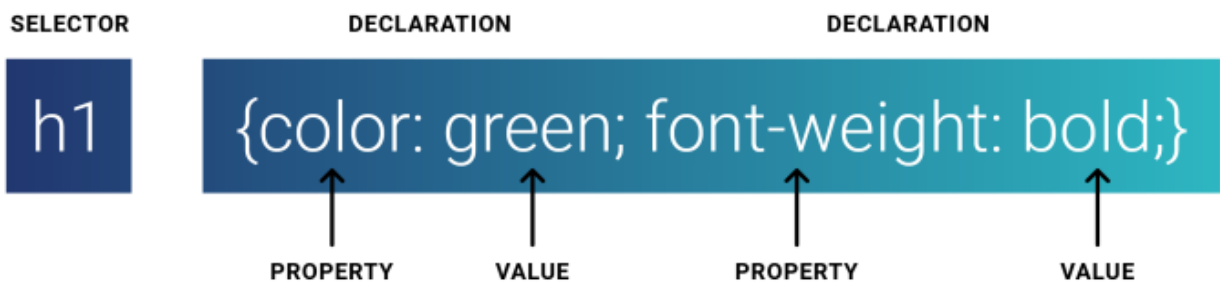 SELECTOR DECLARATION DECLARATION
h1 {color: green; font-weight: bold;}
PROPERTY VALUE PROPERTY VALUE